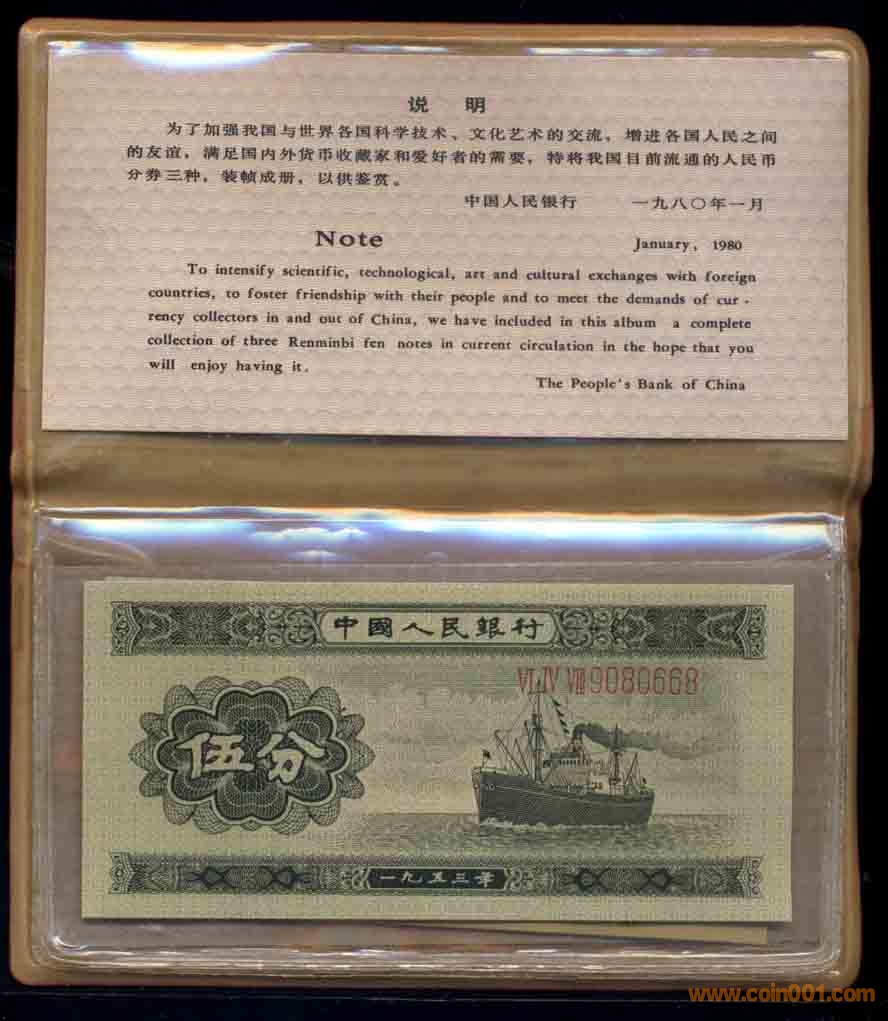 说 明
为了加强我国与世界各国科学技术、文化艺术的交流，增进各国人民之间
的友谊，满足国内外货币收藏家和爱好者的需要，特将我国目前流通的人民币
分券三种，装帧成册，以供鉴赏。
中国人民银行 一九八〇年一月
Note
January, 1980
To intensify scientific, technological, art and cultural exchanges with foreign
countries, to foster friendship with their people and to meet the demands of cur-
rency collectors in and out of China, we have included in this album a complete
collection of three Renminbi fen notes in current circulation in the hope that you
will enjoy having it.
The People's Bank of China
中國人民銀行
VI IV VIII 9080668
伍分
一九五三年
www.coin001.com